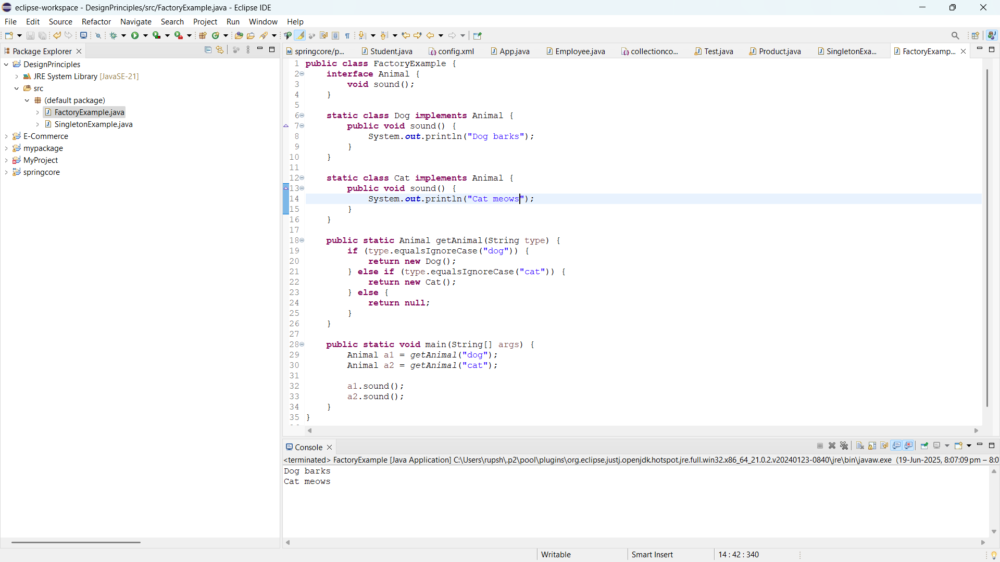 eclipse-workspace - DesignPrinciples/src/FactoryExample.java - Eclipse IDE
File Edit Source Refactor Navigate Search Project Run Window Help
Package Explorer
springcore/p... Student.java config.xml App.java Employee.java collectionco... Test.java Product.java SingletonExa... FactoryExamp...
DesignPrinciples
JRE System Library [JavaSE-21]
src
(default package)
FactoryExample.java
SingletonExample.java
E-Commerce
mypackage
MyProject
springcore
1 public class FactoryExample {
2 interface Animal {
3 void sound();
4 }
5
6 static class Dog implements Animal {
7 public void sound() {
8 System.out.println("Dog barks");
9 }
10 }
11
12 static class Cat implements Animal {
13 public void sound() {
14 System.out.println("Cat meows");
15 }
16 }
17
18 public static Animal getAnimal(String type) {
19 if (type.equalsIgnoreCase("dog")) {
20 return new Dog();
21 } else if (type.equalsIgnoreCase("cat")) {
22 return new Cat();
23 } else {
24 return null;
25 }
26 }
27
28 public static void main(String[] args) {
29 Animal a1 = getAnimal("dog");
30 Animal a2 = getAnimal("cat");
31
32 a1.sound();
33 a2.sound();
34 }
35 }
Console
<terminated> FactoryExample [Java Application] C:\Users\rupsh\.p2\pool\plugins\org.eclipse.justj.openjdk.hotspot.jre.full.win32.x86_64_21.0.2.v20240123-0840\jre\bin\javaw.exe (19-Jun-2025, 8:07:09 pm – 8:0
Dog barks
Cat meows
Writable Smart Insert 14 : 42 : 340